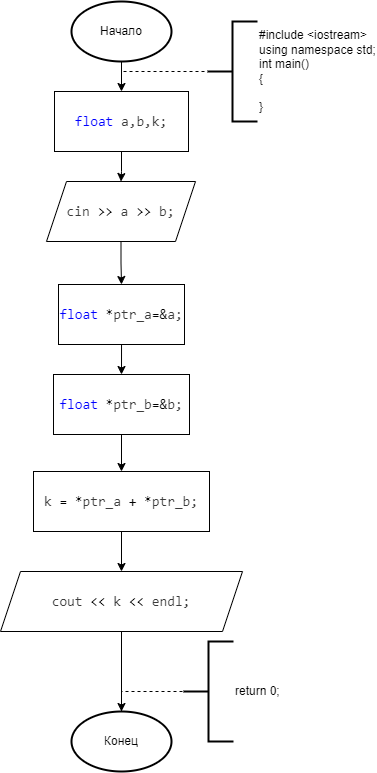 Начало
#include <iostream>
using namespace std;
int main()
{
}
float a,b,k;
cin >> a >> b;
float *ptr_a=&a;
float *ptr_b=&b;
k = *ptr_a + *ptr_b;
cout << k << endl;
return 0;
Конец